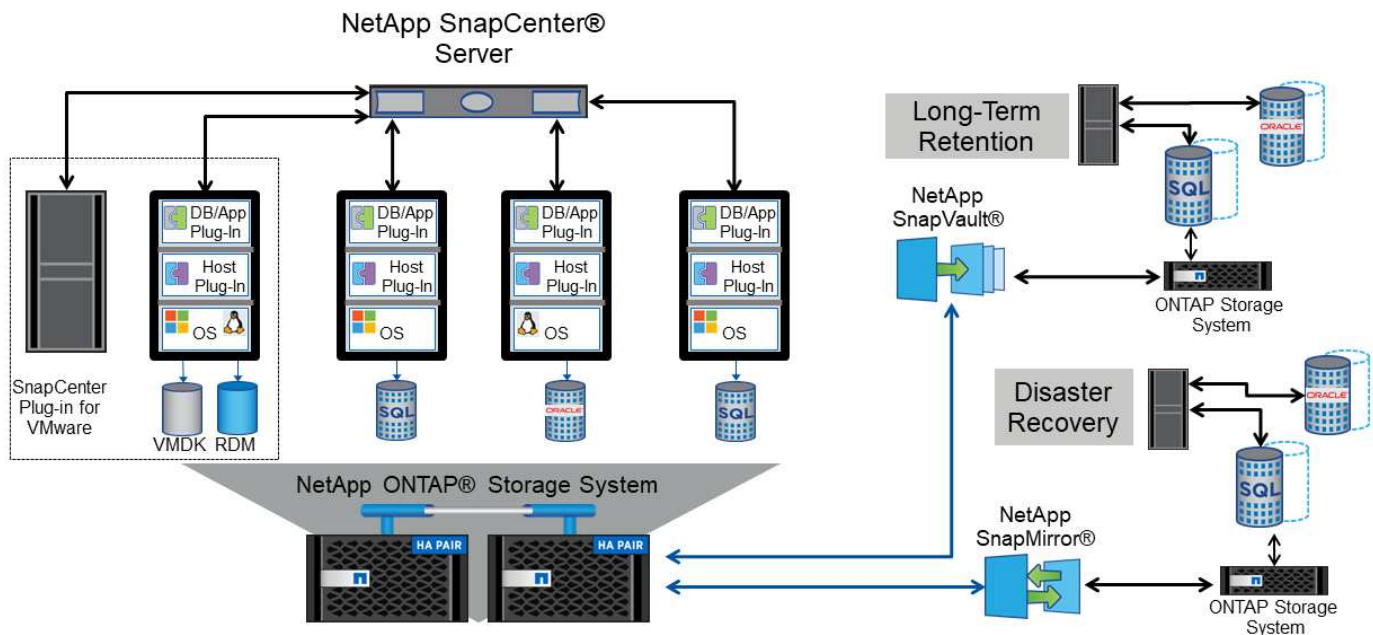 NetApp SnapCenter®
Server
DB/App
Plug-In
Host
Plug-In
OS
SnapCenter
Plug-in for
VMware
VMDK
RDM
DB/App
Plug-In
Host
Plug-In
OS
SQL
DB/App
Plug-In
Host
Plug-In
OS
ORACLE
DB/App
Plug-In
Host
Plug-In
OS
SQL
NetApp ONTAP® Storage System
HA PAIR
HA PAIR
Long-Term
Retention
ORACLE
SQL
NetApp
SnapVault®
ONTAP Storage
System
Disaster
Recovery
ORACLE
SQL
NetApp
SnapMirror®
ONTAP Storage
System